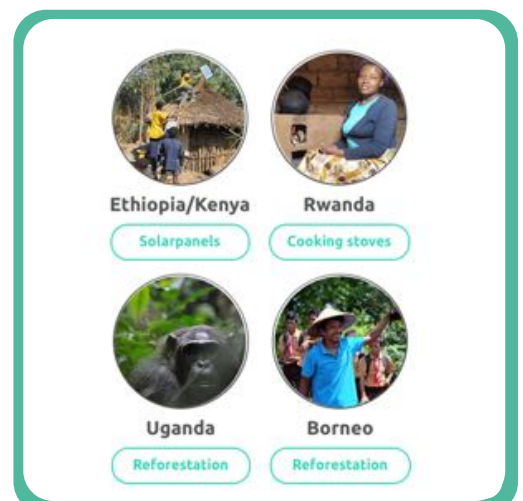 Ethiopia/Kenya
Rwanda
Solarpanels
Cooking stoves
Uganda
Borneo
Reforestation
Reforestation